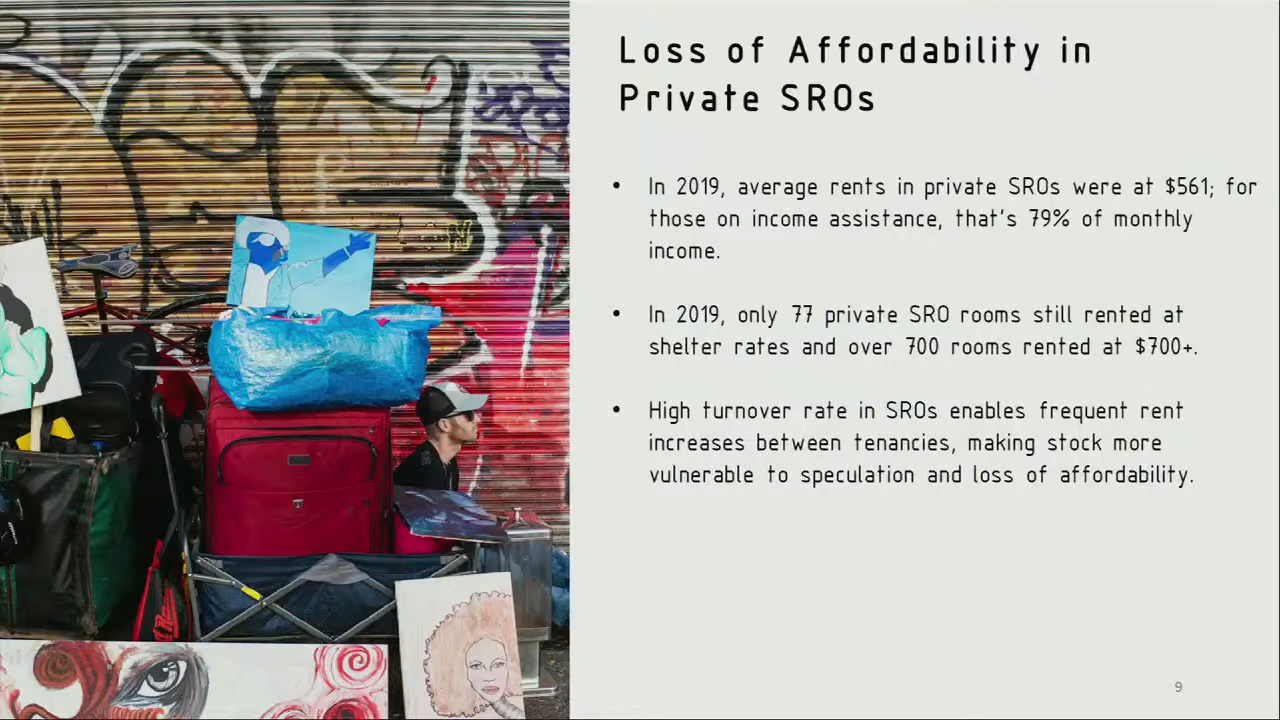 Loss of Affordability in
Private SROs
• In 2019, average rents in private SROs were at $561; for
those on income assistance, that's 79% of monthly
income.
• In 2019, only 77 private SRO rooms still rented at
shelter rates and over 700 rooms rented at $700+.
• High turnover rate in SROs enables frequent rent
increases between tenancies, making stock more
vulnerable to speculation and loss of affordability.
9